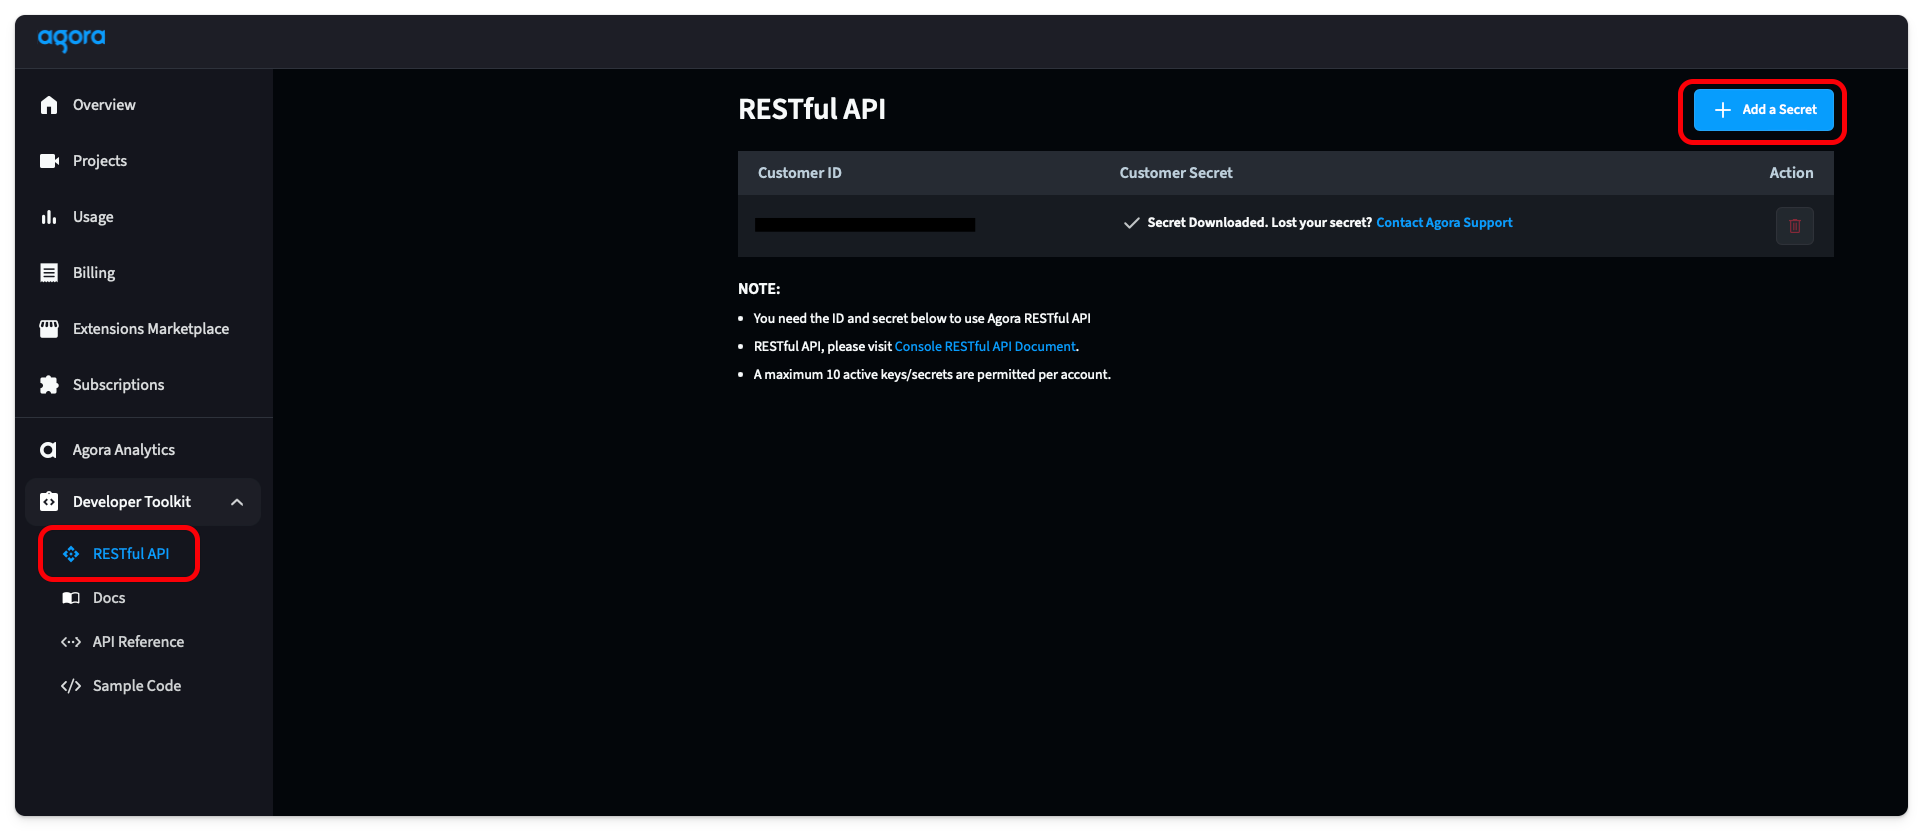 agora
Overview
Projects
Usage
Billing
Extensions Marketplace
Subscriptions
Agora Analytics
Developer Toolkit
RESTful API
Docs
API Reference
Sample Code
RESTful API
Add a Secret
Customer ID Customer Secret Action
Secret Downloaded. Lost your secret? Contact Agora Support
NOTE:
• You need the ID and secret below to use Agora RESTful API
• RESTful API, please visit Console RESTful API Document.
• A maximum 10 active keys/secrets are permitted per account.